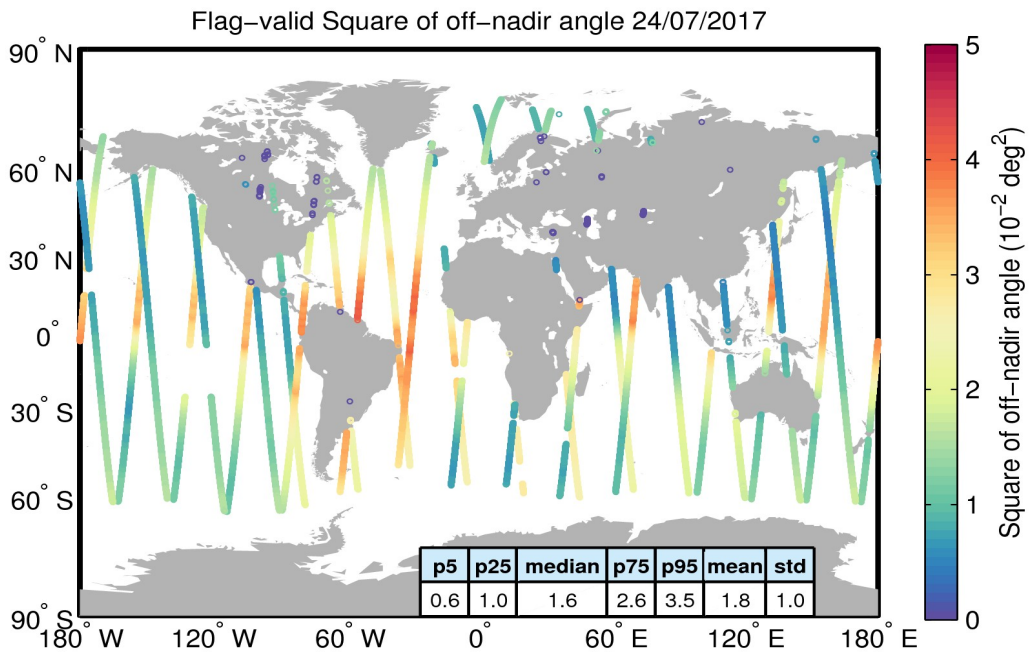 Flag−valid Square of off−nadir angle 24/07/2017
90° N
60° N
30° N
0°
30° S
60° S
90° S
180° W
120° W
60° W
0°
60° E
120° E
180° E
p5 p25 median p75 p95 mean std
0.6 1.0 1.6 2.6 3.5 1.8 1.0
5
4
3
2
1
0
Square of off−nadir angle (10⁻² deg²)